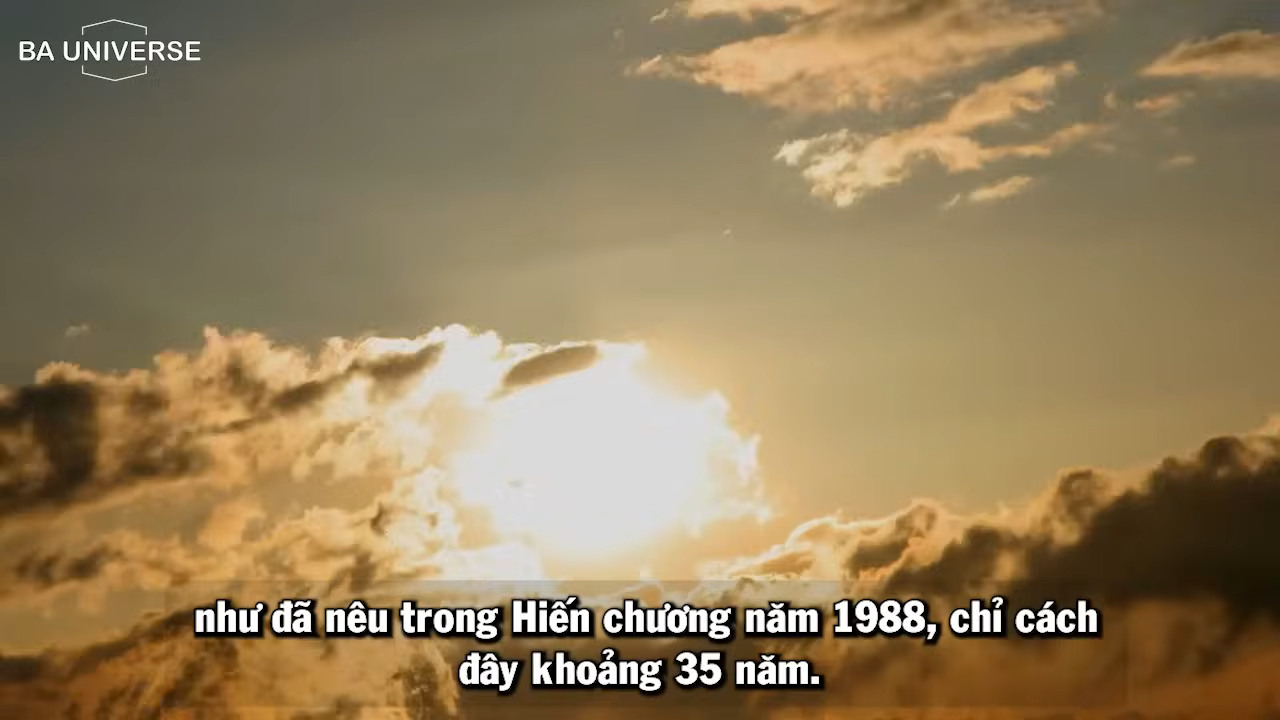 BA UNIVERSE
như đã nêu trong Hiến chương năm 1988, chỉ cách
đây khoảng 35 năm.